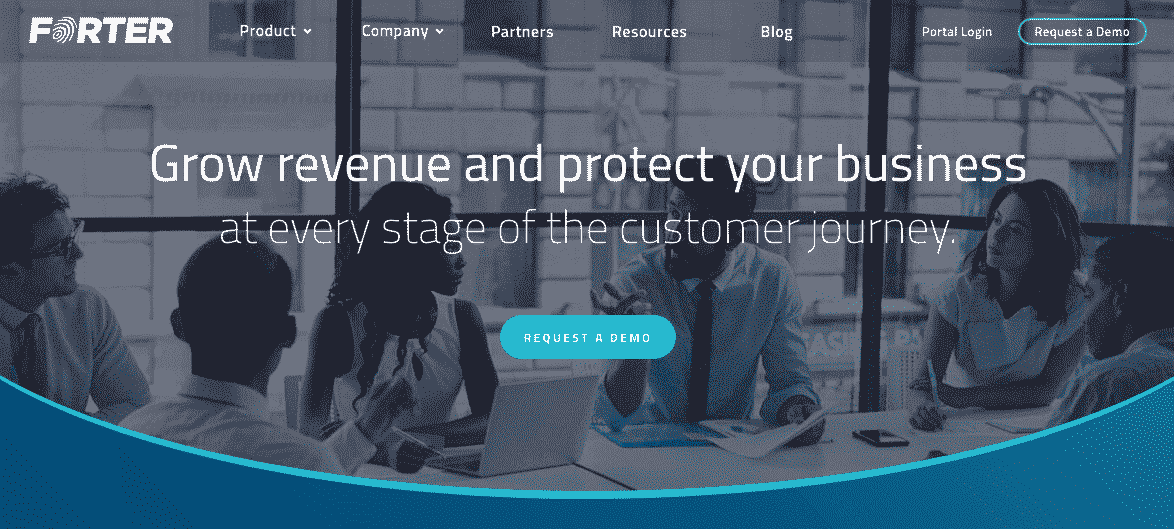 FORTER
Product
Company
Partners
Resources
Blog
Portal Login
Request a Demo
Grow revenue and protect your business
at every stage of the customer journey.
REQUEST A DEMO